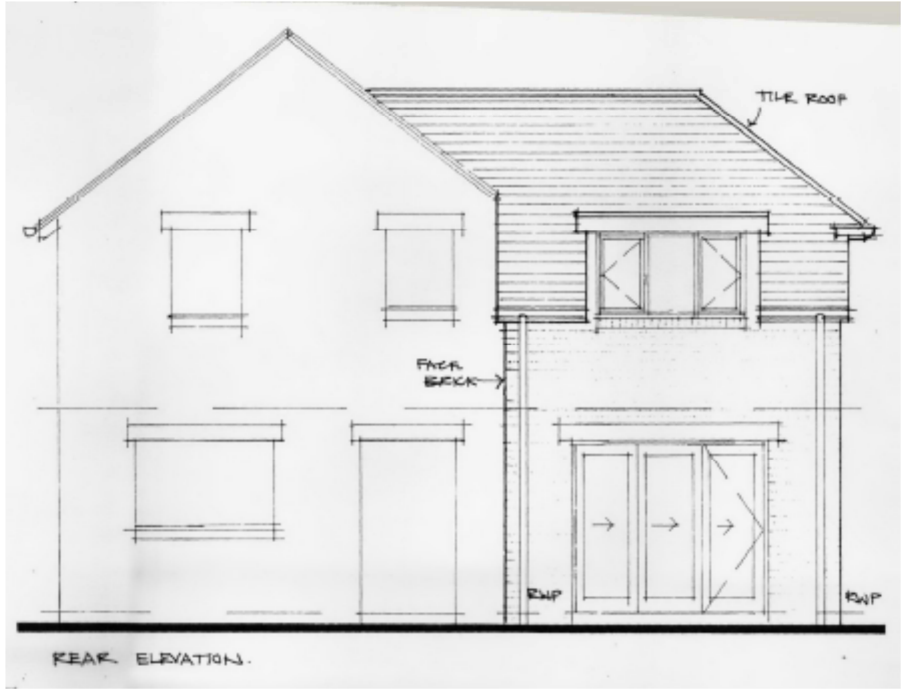 TILE ROOF
FACE
BRICK
RWP
RWP
REAR ELEVATION.